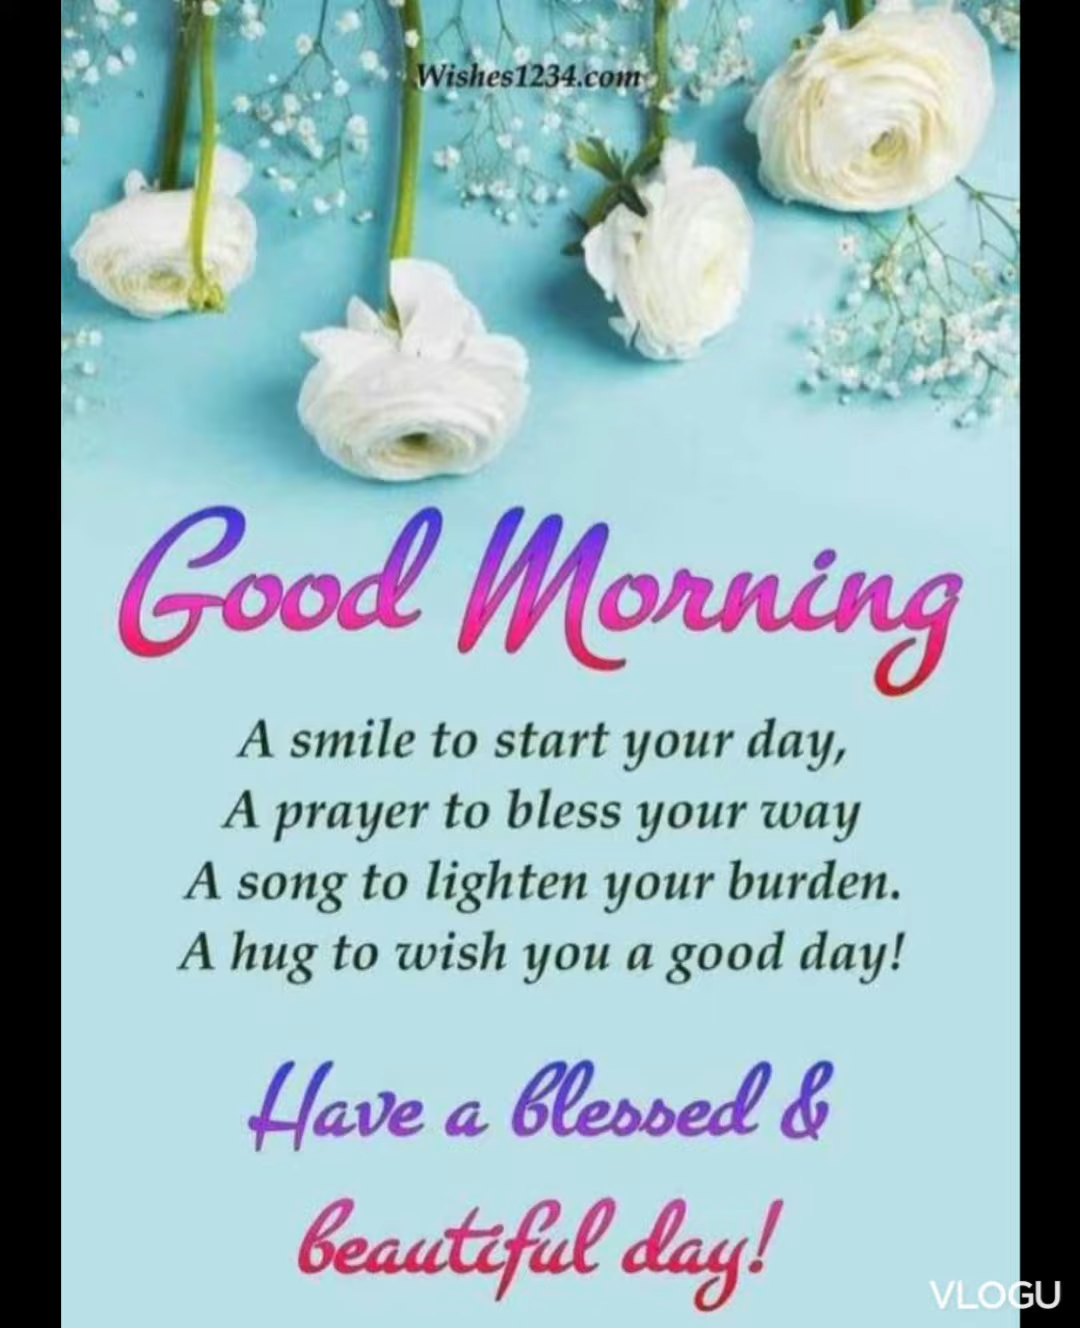 Wishes1234.com
Good Morning
A smile to start your day,
A prayer to bless your way
A song to lighten your burden.
A hug to wish you a good day!
Have a blessed &
beautiful day!
VLOGU